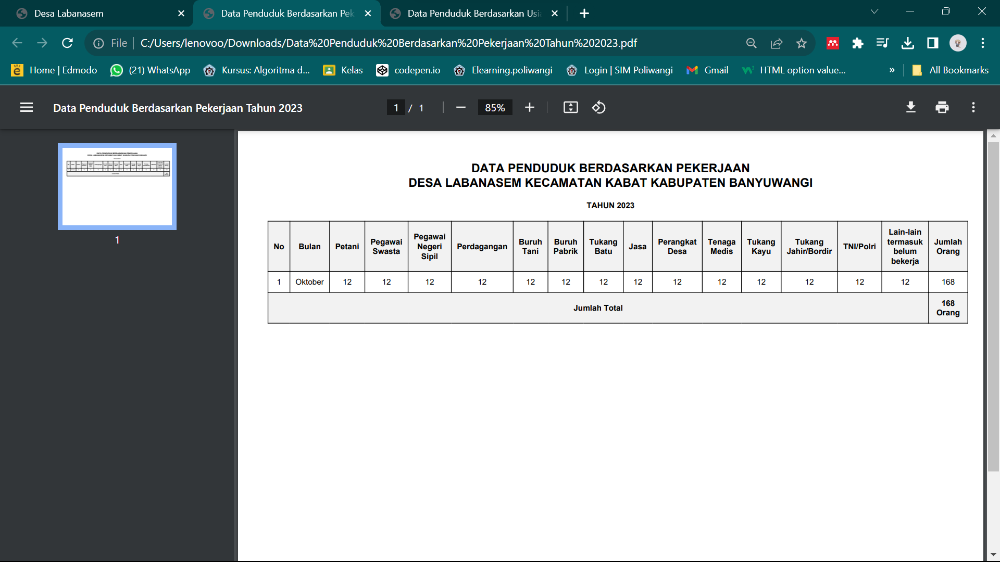 Desa Labanasem
Data Penduduk Berdasarkan Pek
Data Penduduk Berdasarkan Usi
File
C:/Users/lenovoo/Downloads/Data%20Penduduk%20Berdasarkan%20Pekerjaan%20Tahun%202023.pdf
Home | Edmodo
(21) WhatsApp
Kursus: Algoritma d...
Kelas
codepen.io
Elearning.poliwangi
Login | SIM Poliwangi
Gmail
HTML option value...
»
All Bookmarks
Data Penduduk Berdasarkan Pekerjaan Tahun 2023
1 / 1
85%
1
DATA PENDUDUK BERDASARKAN PEKERJAAN
DESA LABANASEM KECAMATAN KABAT KABUPATEN BANYUWANGI
TAHUN 2023
No
Bulan
Petani
Pegawai
Swasta
Pegawai
Negeri
Sipil
Perdagangan
Buruh
Tani
Buruh
Pabrik
Tukang
Batu
Jasa
Perangkat
Desa
Tenaga
Medis
Tukang
Kayu
Tukang
Jahir/Bordir
TNI/Polri
Lain-lain
termasuk
belum
bekerja
Jumlah
Orang
1 Oktober 12 12 12 12 12 12 12 12 12 12 12 12 12 12 168
Jumlah Total
168
Orang